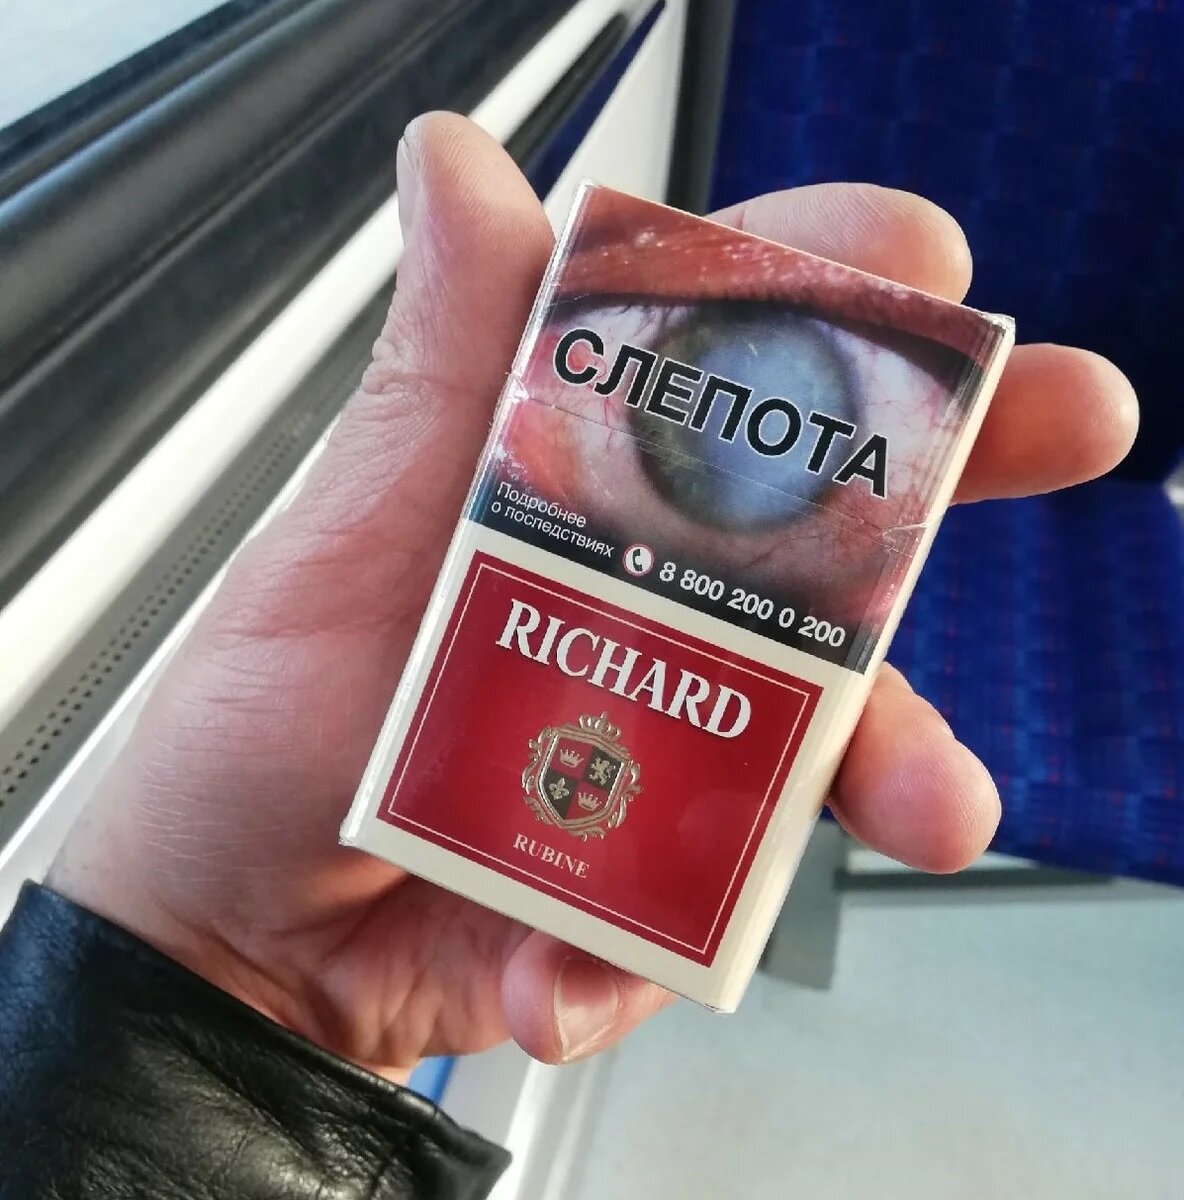 СЛЕПОТА
Подробнее
о последствиях 8 800 200 0 200
RICHARD
RUBINE